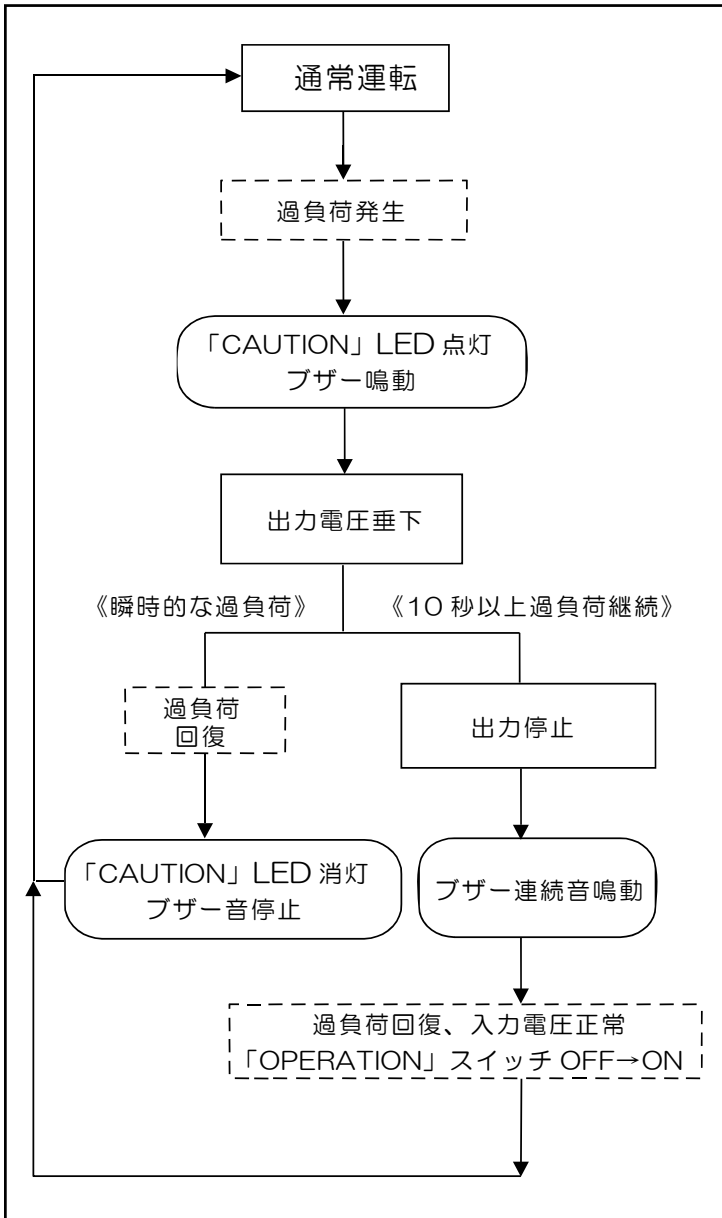 通常運転
過負荷発生
「CAUTION」LED 点灯
ブザー鳴動
出力電圧垂下
《瞬時的な過負荷》
《10 秒以上過負荷継続》
過負荷
回復
出力停止
「CAUTION」LED 消灯
ブザー音停止
ブザー連続音鳴動
過負荷回復、入力電圧正常
「OPERATION」スイッチ OFF→ON